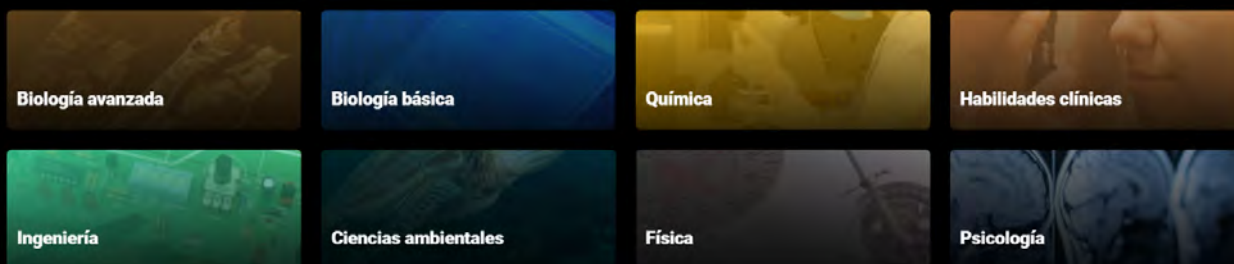 Biología avanzada
Biología básica
Química
Habilidades clínicas
Ingeniería
Ciencias ambientales
Física
Psicología